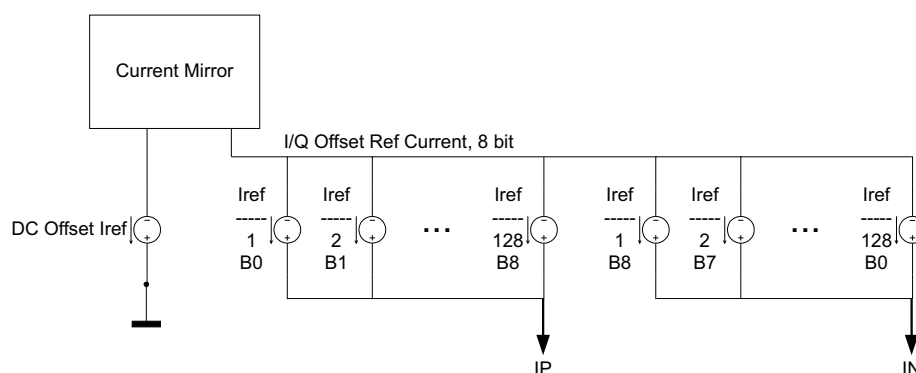 Current Mirror
I/Q Offset Ref Current, 8 bit
DC Offset Iref
Iref
-----
1
B0
Iref
-----
2
B1
...
Iref
-----
128
B8
Iref
-----
1
B8
Iref
-----
2
B7
...
Iref
-----
128
B0
IP
IN